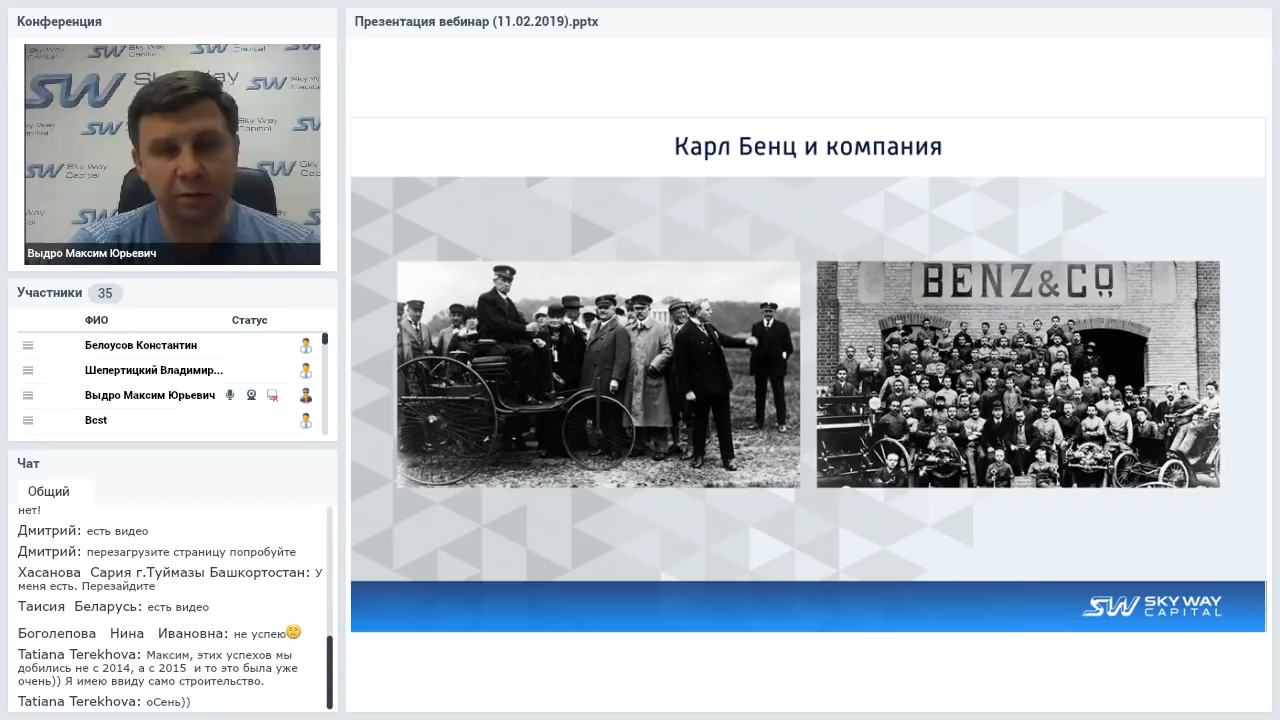 Конференция
SW Sky Way Capital
Выдро Максим Юрьевич
Участники 35
ФИО Статус
Белоусов Константин
Шепертицкий Владимир...
Выдро Максим Юрьевич
Bcst
Чат
Общий
нет!
Дмитрий: есть видео
Дмитрий: перезагрузите страницу попробуйте
Хасанова Сария г.Туймазы Башкортостан: У
меня есть. Перезайдите
Таисия Беларусь: есть видео
Боголепова Нина Ивановна: не успею
Tatiana Terekhova: Максим, этих успехов мы
добились не с 2014, а с 2015 и то это была уже
очень)) Я имею ввиду само строительство.
Tatiana Terekhova: оСень))
Презентация вебинар (11.02.2019).pptx
Карл Бенц и компания
BENZ & CO
SW SKY WAY
CAPITAL